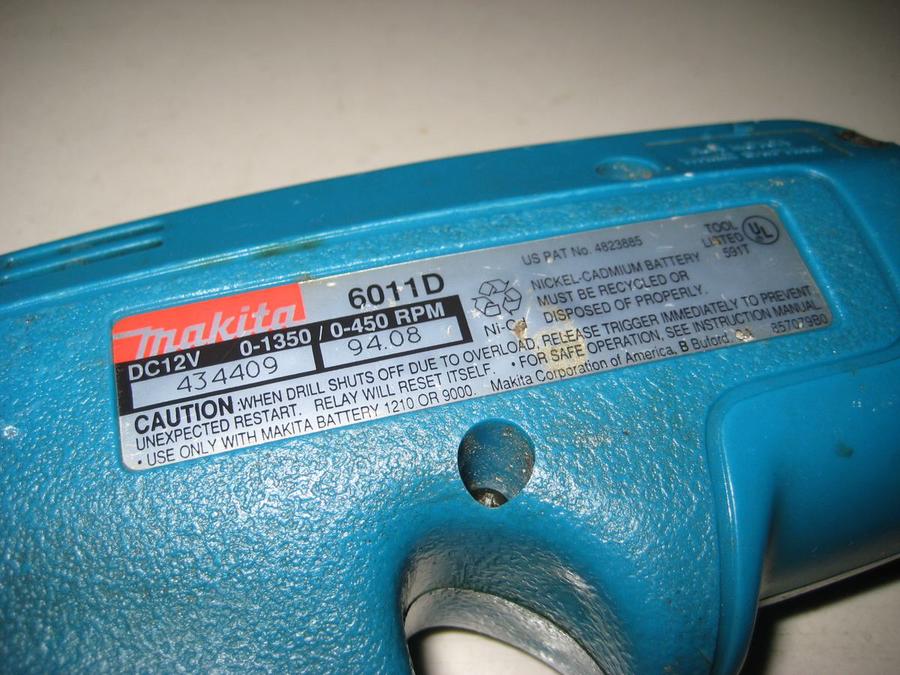 makita
6011D
DC12V 0-1350 / 0-450 RPM
434409 94.08
US PAT No. 4823885
TOOL
LISTED
591T
UL
Ni-Cd
NICKEL-CADMIUM BATTERY
MUST BE RECYCLED OR
DISPOSED OF PROPERLY.
CAUTION :WHEN DRILL SHUTS OFF DUE TO OVERLOAD, RELEASE TRIGGER IMMEDIATELY TO PREVENT
UNEXPECTED RESTART. RELAY WILL RESET ITSELF. • FOR SAFE OPERATION, SEE INSTRUCTION MANUAL
• USE ONLY WITH MAKITA BATTERY 1210 OR 9000. Makita Corporation of America, B Buford, 857079B0